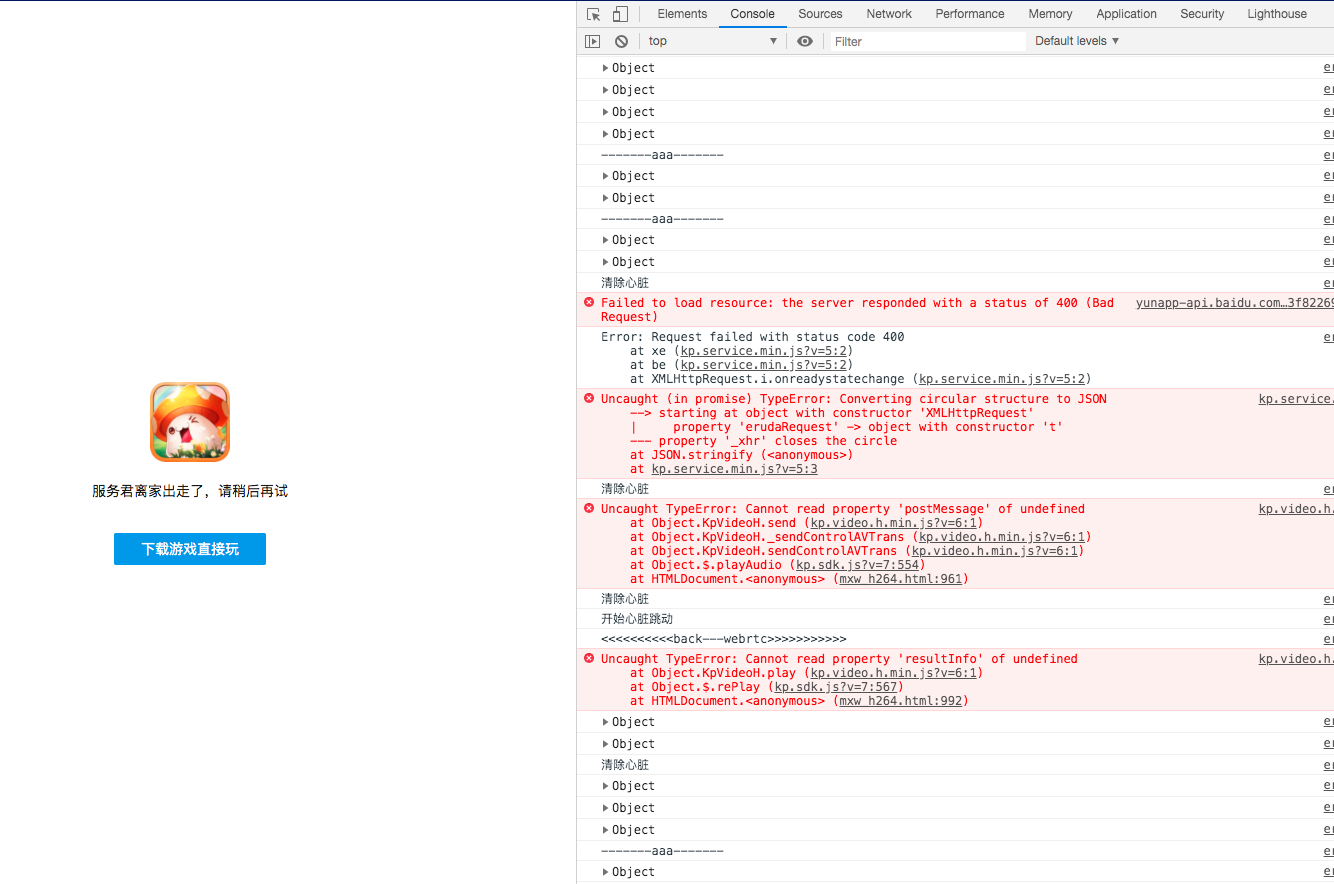 Elements Console Sources Network Performance Memory Application Security Lighthouse
top Filter Default levels
Object
Object
Object
Object
-------aaa-------
Object
Object
-------aaa-------
Object
Object
清除心脏
Failed to load resource: the server responded with a status of 400 (Bad yunapp-api.baidu.com…3f82269
Request)
Error: Request failed with status code 400
at xe (kp.service.min.js?v=5:2)
at be (kp.service.min.js?v=5:2)
at XMLHttpRequest.i.onreadystatechange (kp.service.min.js?v=5:2)
Uncaught (in promise) TypeError: Converting circular structure to JSON kp.service.
--> starting at object with constructor 'XMLHttpRequest'
|     property 'erudaRequest' -> object with constructor 't'
--- property '_xhr' closes the circle
at JSON.stringify (<anonymous>)
at kp.service.min.js?v=5:3
清除心脏
Uncaught TypeError: Cannot read property 'postMessage' of undefined kp.video.h.
at Object.KpVideoH.send (kp.video.h.min.js?v=6:1)
at Object.KpVideoH._sendControlAVTrans (kp.video.h.min.js?v=6:1)
at Object.KpVideoH.sendControlAVTrans (kp.video.h.min.js?v=6:1)
at Object.$.playAudio (kp.sdk.js?v=7:554)
at HTMLDocument.<anonymous> (mxw_h264.html:961)
清除心脏
开始心脏跳动
<<<<<<<<<<back---webrtc>>>>>>>>>>>
Uncaught TypeError: Cannot read property 'resultInfo' of undefined kp.video.h.
at Object.KpVideoH.play (kp.video.h.min.js?v=6:1)
at Object.$.rePlay (kp.sdk.js?v=7:567)
at HTMLDocument.<anonymous> (mxw_h264.html:992)
Object
Object
清除心脏
Object
Object
Object
-------aaa-------
Object
服务君离家出走了，请稍后再试
下载游戏直接玩